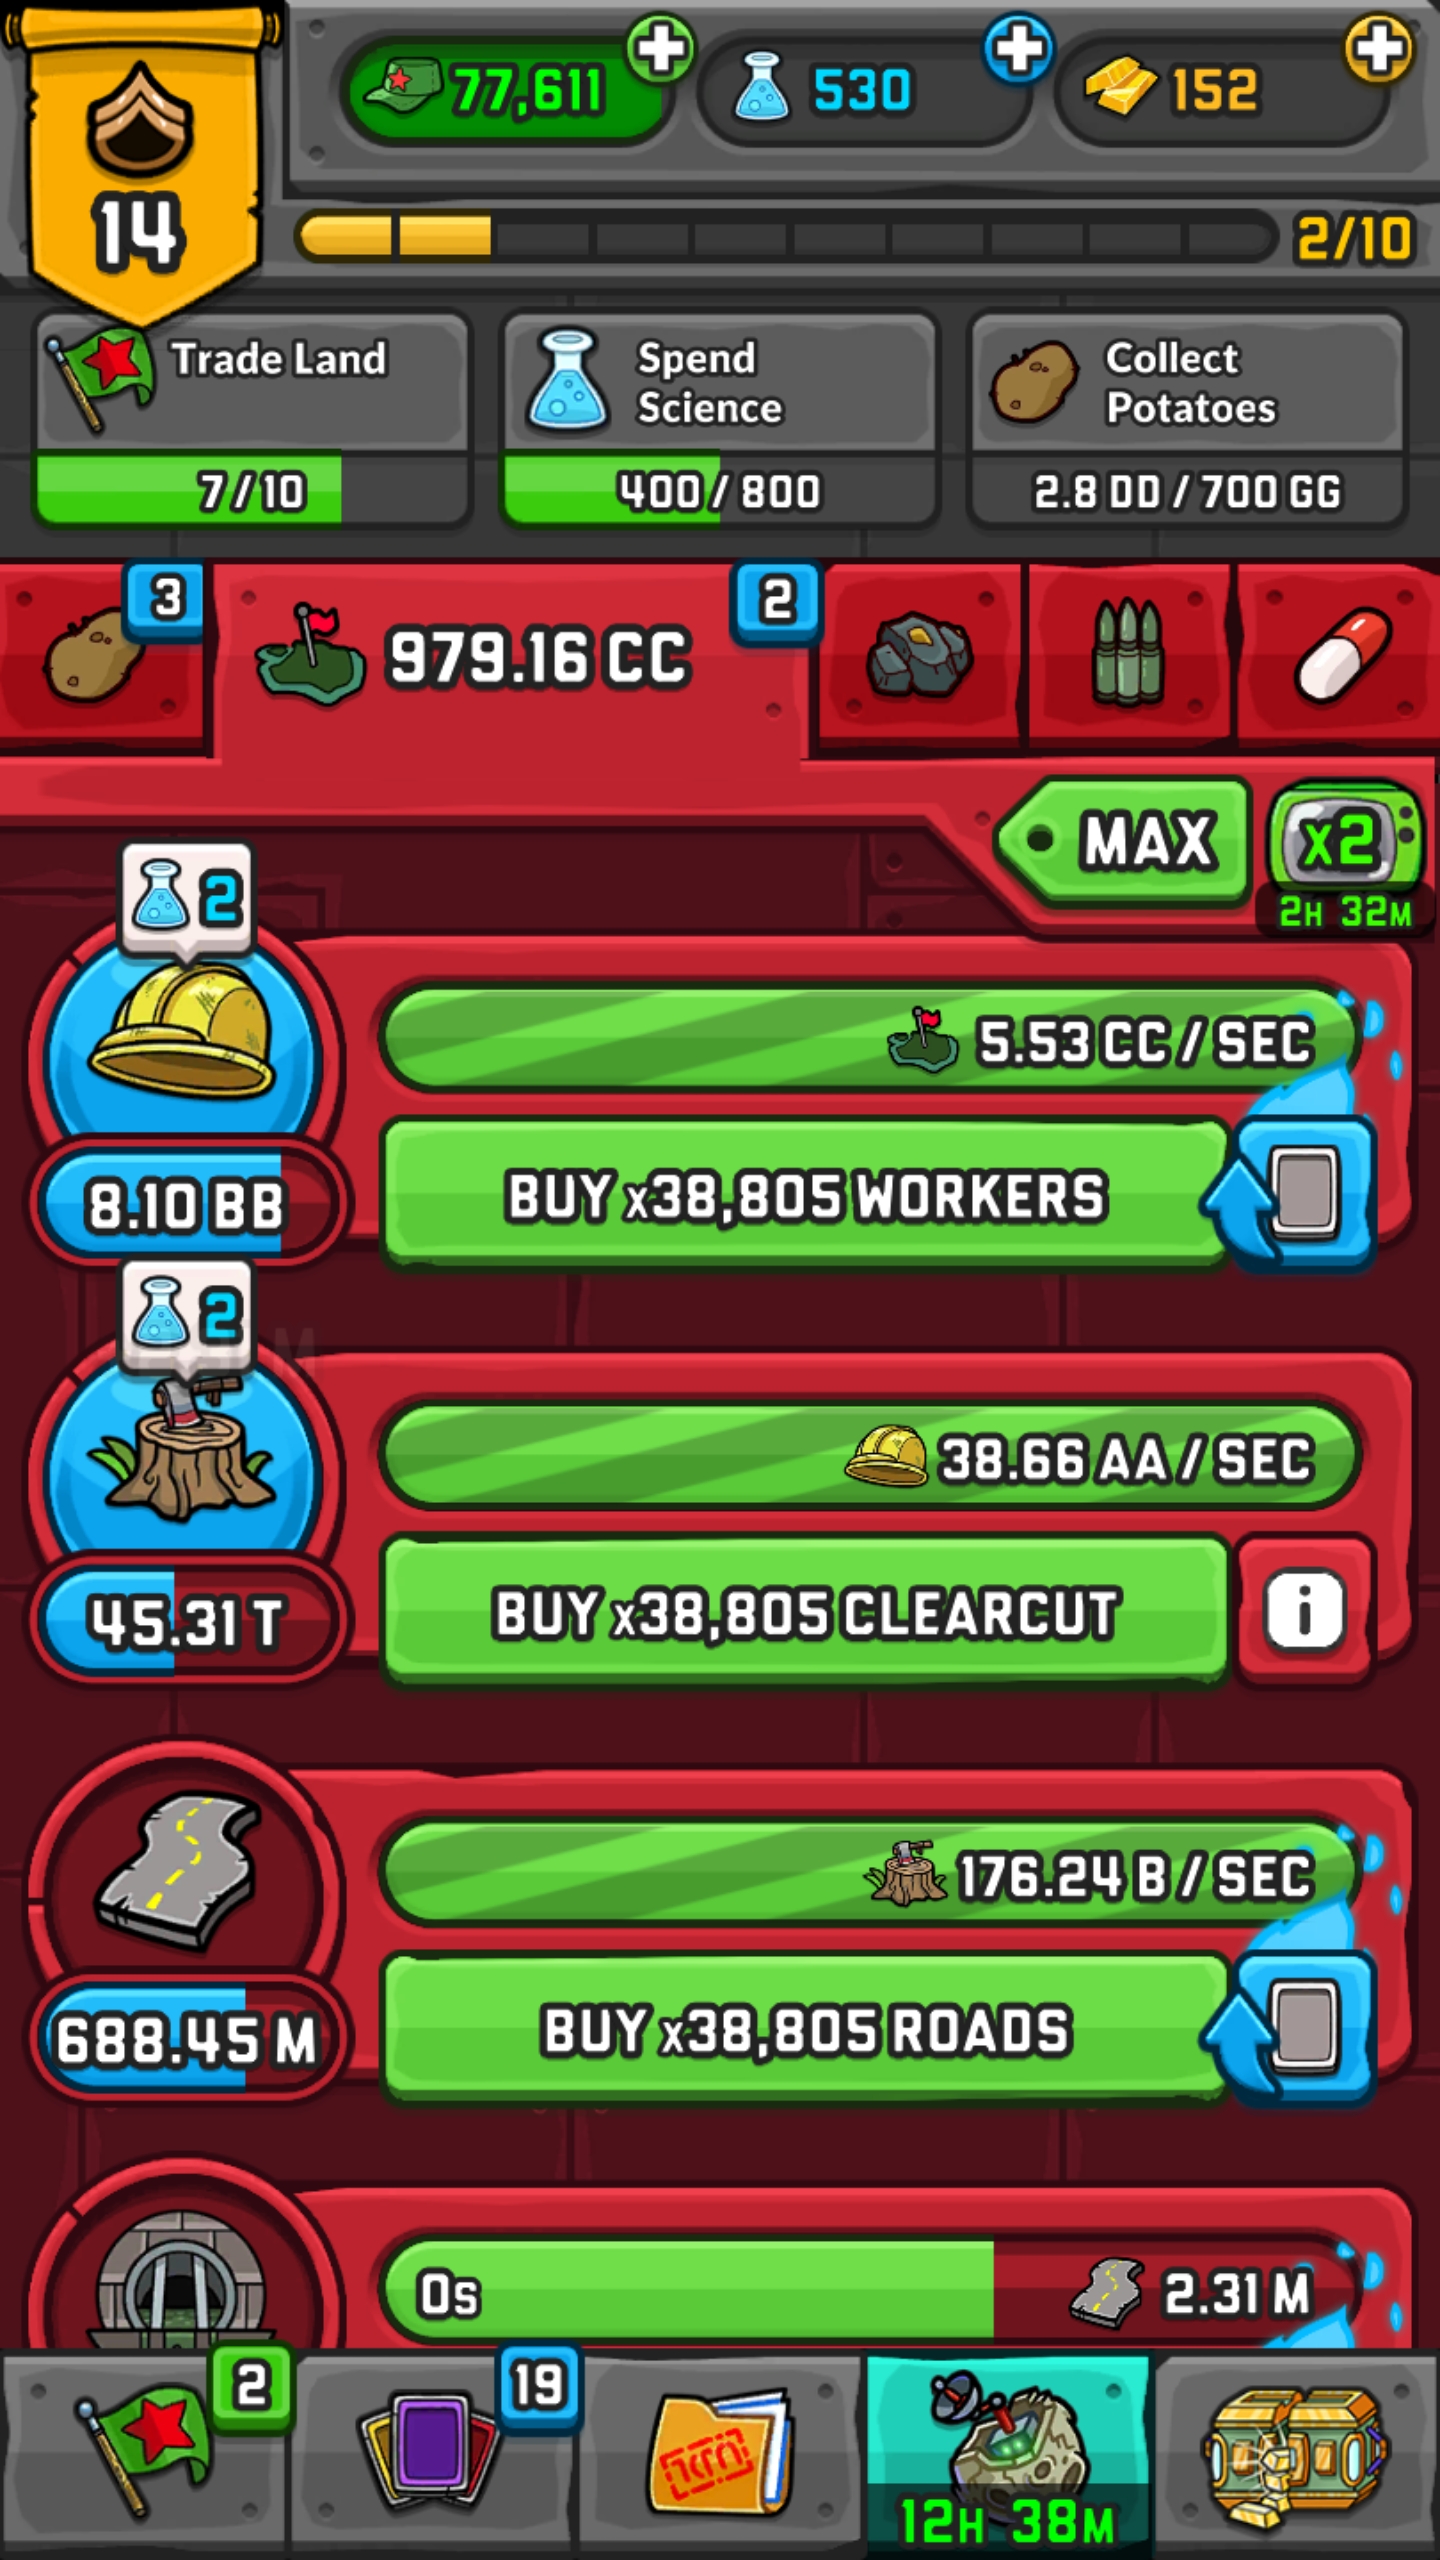 77,611
530
152
14
2/10
Trade Land
7/10
Spend
Science
400/800
Collect
Potatoes
2.8 DD / 700 GG
3
979.16 CC
2
MAX
x2
2H 32M
2
5.53 CC / SEC
8.10 BB
BUY x38,805 WORKERS
2
38.66 AA / SEC
45.31 T
BUY x38,805 CLEARCUT
i
176.24 B / SEC
688.45 M
BUY x38,805 ROADS
0s
2.31 M
2
19
12H 38M